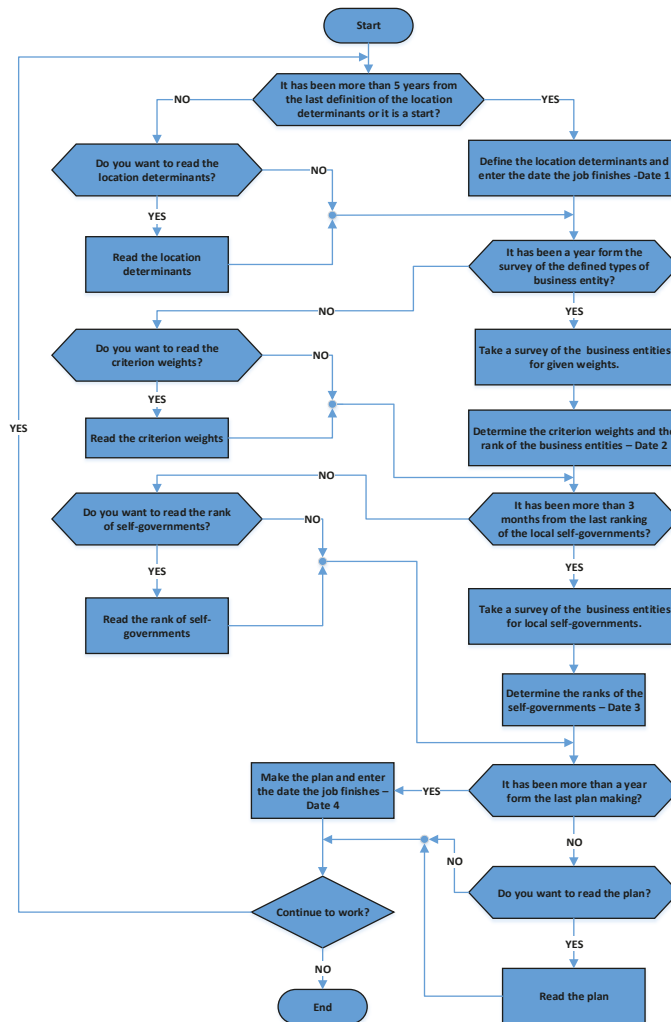 Start
It has been more than 5 years from
the last definition of the location
determinants or it is a start?
NO
YES
Do you want to read the
location determinants?
NO
Define the location determinants and
enter the date the job finishes -Date 1
YES
Read the location
determinants
It has been a year form the
survey of the defined types of
business entity?
NO
YES
Do you want to read the
criterion weights?
NO
Take a survey of the business entities
for given weights.
YES
YES
Read the criterion weights
Determine the criterion weights and the
rank of the business entities – Date 2
NO
Do you want to read the rank
of self-governments?
NO
It has been more than 3
months from the last ranking
of the local self-governments?
YES
YES
Read the rank of self-
governments
Take a survey of the business entities
for local self-governments.
Determine the ranks of the
self-governments – Date 3
Make the plan and enter
the date the job finishes –
Date 4
YES
It has been more than a year
form the last plan making?
NO
NO
Do you want to read the plan?
Continue to work?
YES
NO
Read the plan
End